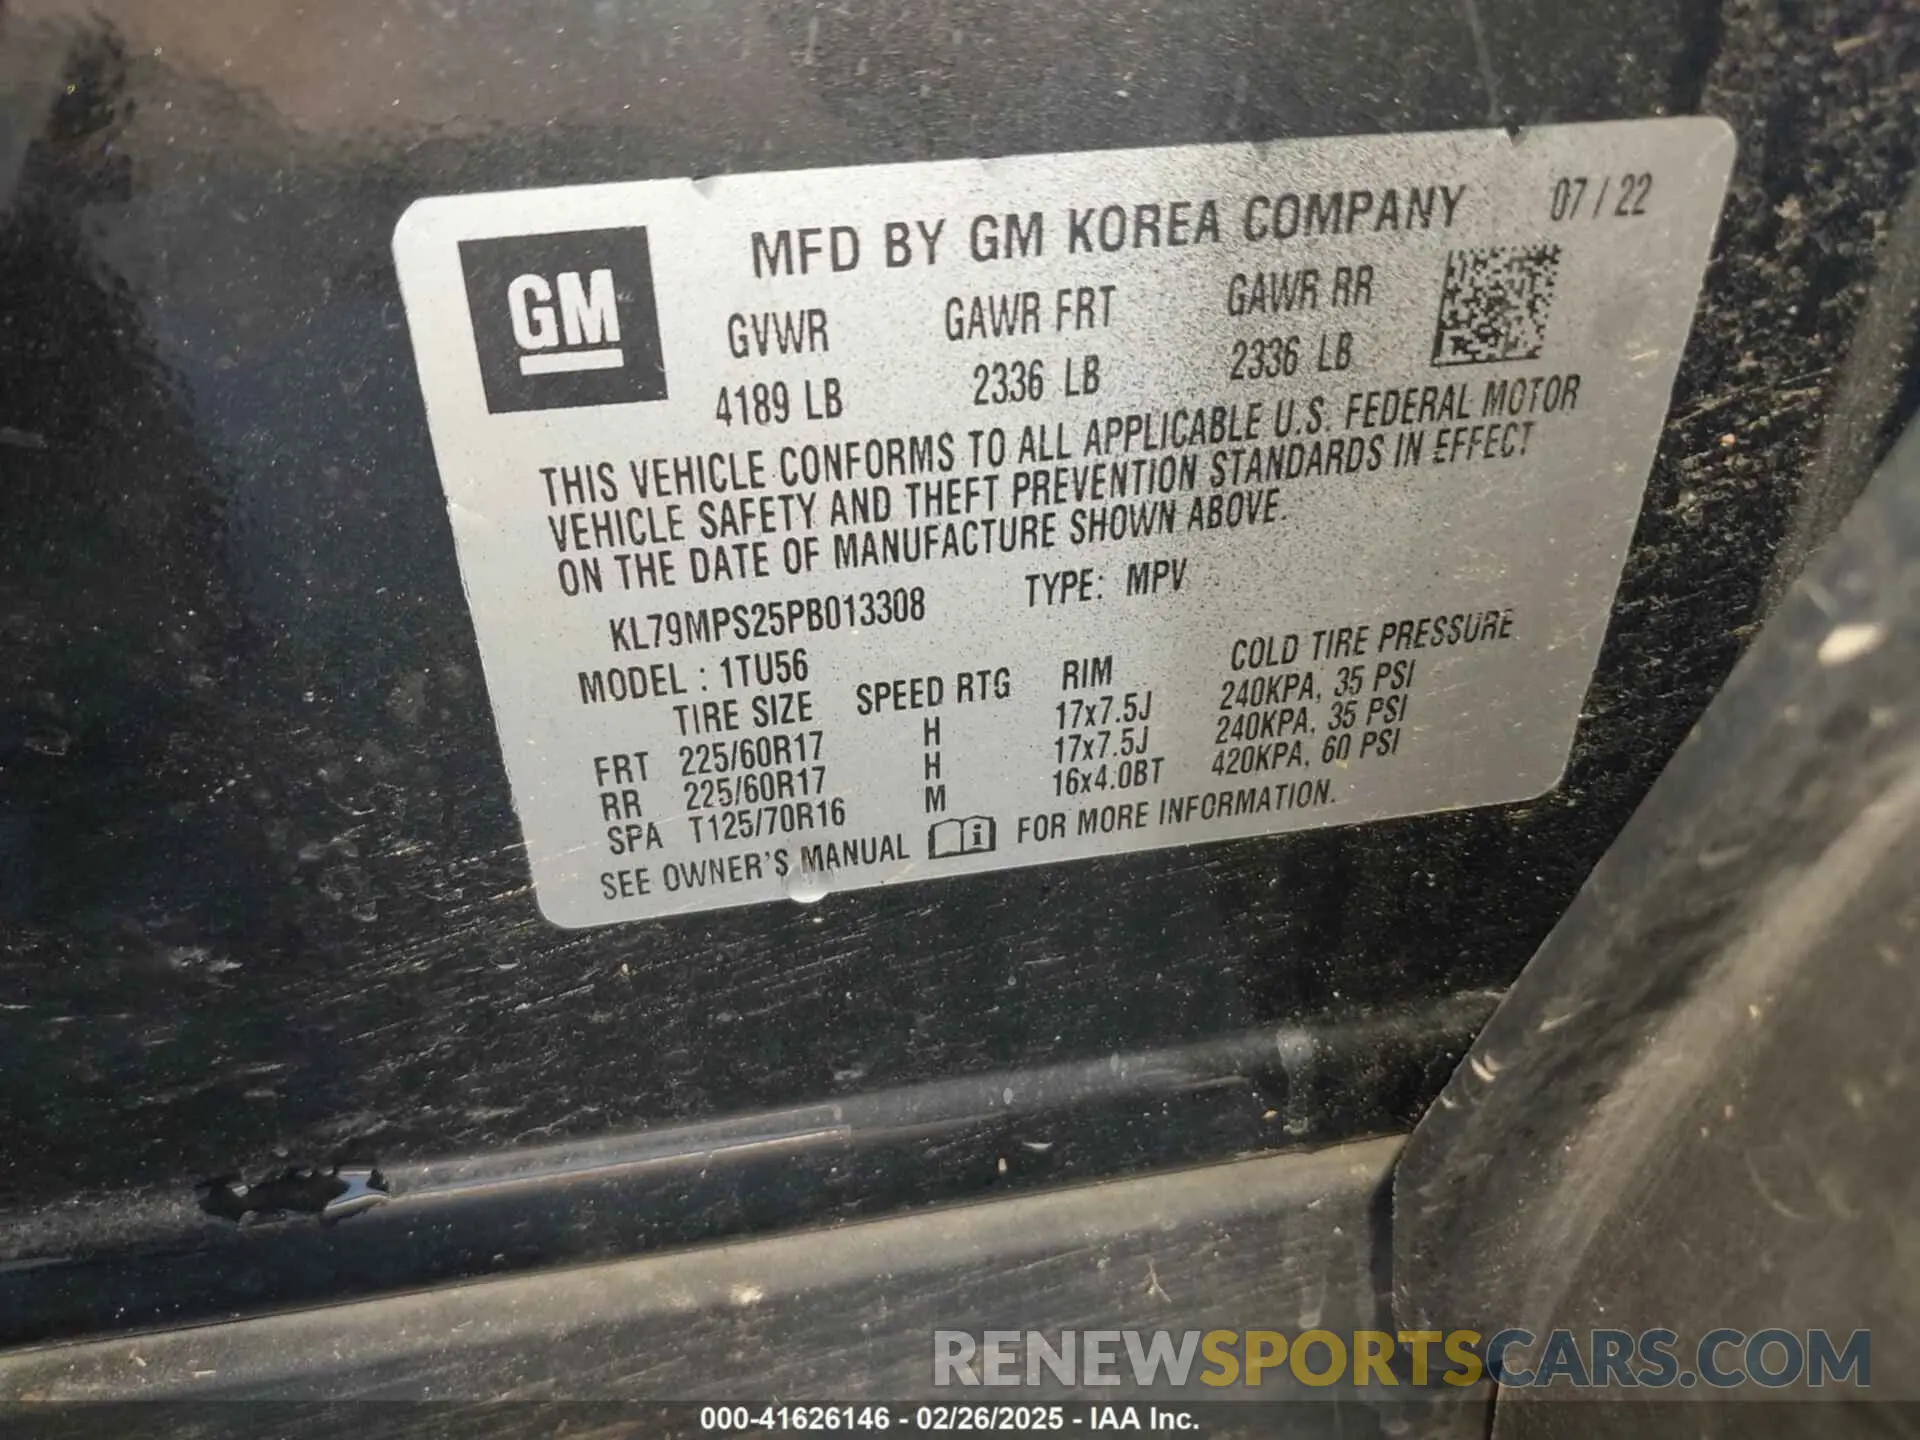 GM
MFD BY GM KOREA COMPANY 07 / 22
GVWR GAWR FRT GAWR RR
4189 LB 2336 LB 2336 LB
THIS VEHICLE CONFORMS TO ALL APPLICABLE U.S. FEDERAL MOTOR
VEHICLE SAFETY AND THEFT PREVENTION STANDARDS IN EFFECT
ON THE DATE OF MANUFACTURE SHOWN ABOVE.
KL79MPS25PB013308 TYPE: MPV
MODEL : 1TU56
TIRE SIZE SPEED RTG RIM COLD TIRE PRESSURE
FRT 225/60R17 H 17x7.5J 240KPA, 35 PSI
RR 225/60R17 H 17x7.5J 240KPA, 35 PSI
SPA T125/70R16 M 16x4.0BT 420KPA, 60 PSI
SEE OWNER'S MANUAL i FOR MORE INFORMATION.
RENEWSPORTSCARS.COM
000-41626146 - 02/26/2025 - IAA Inc.